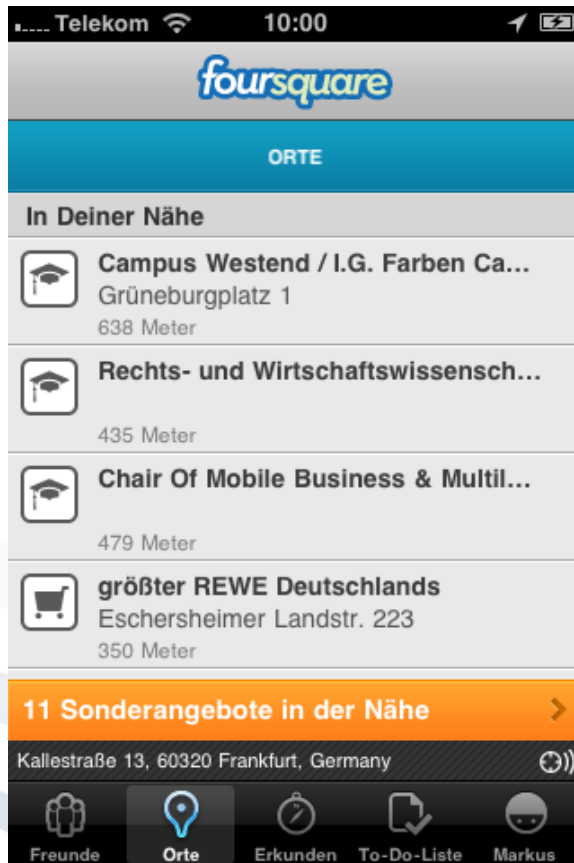 Telekom 10:00
foursquare
ORTE
In Deiner Nähe
Campus Westend / I.G. Farben Ca...
Grüneburgplatz 1
638 Meter
Rechts- und Wirtschaftswissensch...
435 Meter
Chair Of Mobile Business & Multil...
479 Meter
größter REWE Deutschlands
Eschersheimer Landstr. 223
350 Meter
11 Sonderangebote in der Nähe
Kallestraße 13, 60320 Frankfurt, Germany
Freunde Orte Erkunden To-Do-Liste Markus